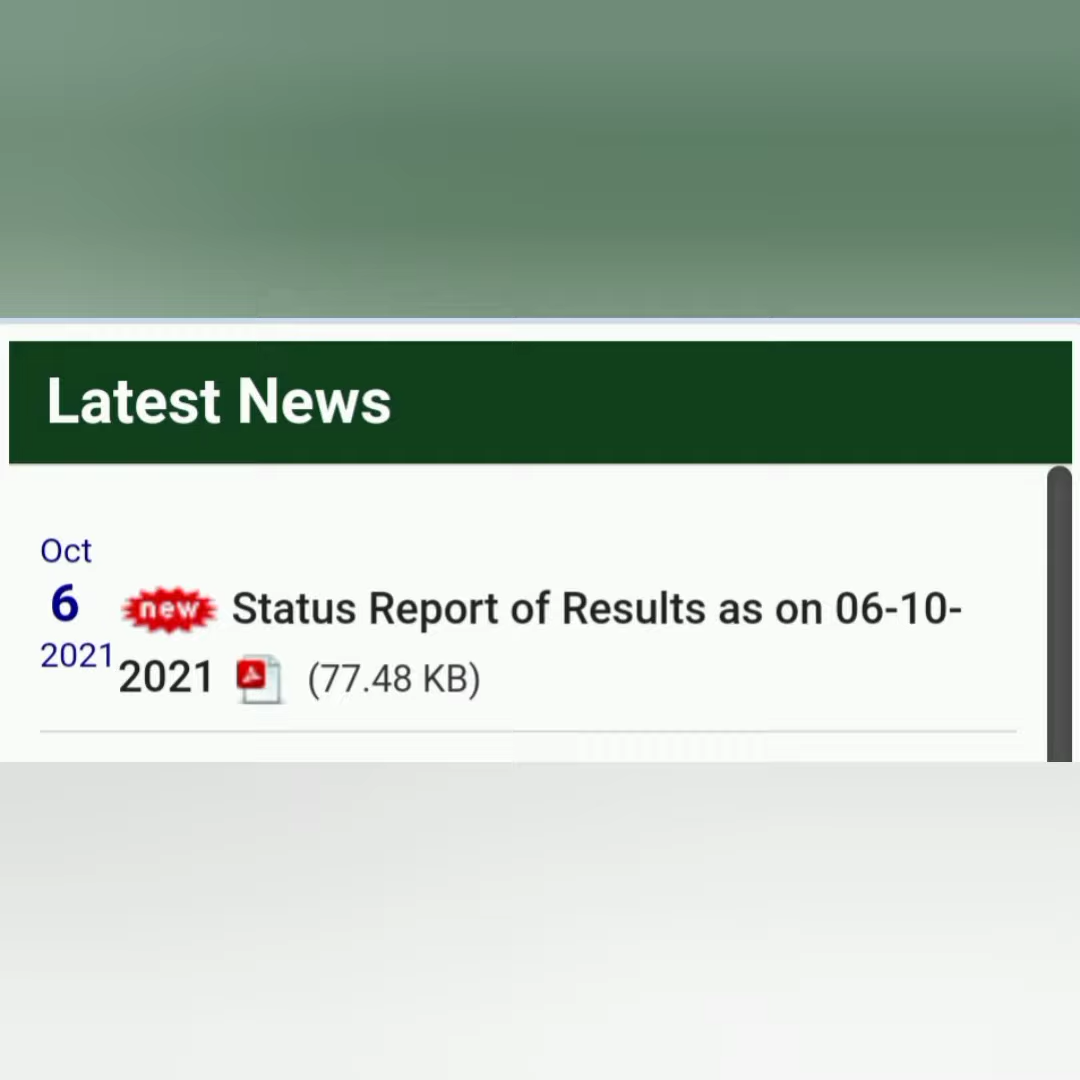 Latest News
Oct
6
2021
new Status Report of Results as on 06-10-
2021 (77.48 KB)